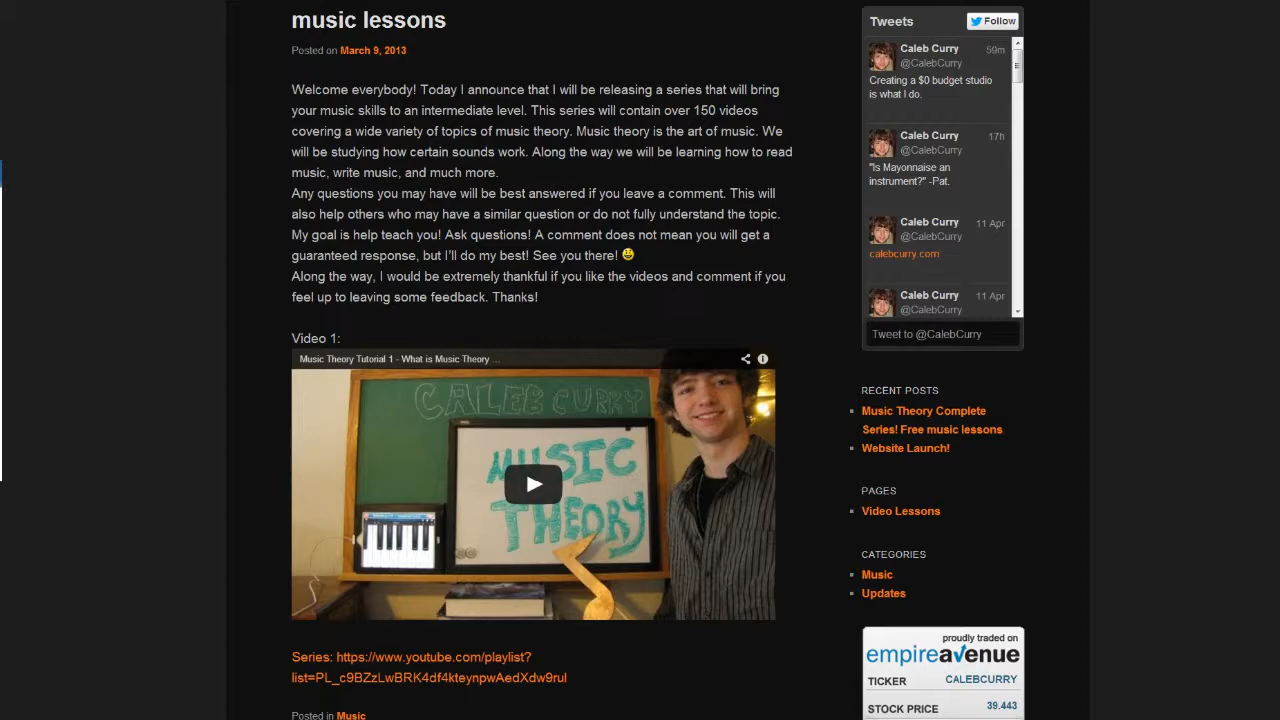 music lessons
Posted on March 9, 2013
Welcome everybody! Today I announce that I will be releasing a series that will bring
your music skills to an intermediate level. This series will contain over 150 videos
covering a wide variety of topics of music theory. Music theory is the art of music. We
will be studying how certain sounds work. Along the way we will be learning how to read
music, write music, and much more.
Any questions you may have will be best answered if you leave a comment. This will
also help others who may have a similar question or do not fully understand the topic.
My goal is help teach you! Ask questions! A comment does not mean you will get a
guaranteed response, but I'll do my best! See you there!
Along the way, I would be extremely thankful if you like the videos and comment if you
feel up to leaving some feedback. Thanks!
Video 1:
Music Theory Tutorial 1 - What is Music Theory ...
CALEB CURRY
MUSIC
THEORY
Series: https://www.youtube.com/playlist?
list=PL_c9BZzLwBRK4df4kteynpwAedXdw9rul
Posted in Music
Tweets
Follow
Caleb Curry 59m
@CalebCurry
Creating a $0 budget studio
is what I do.
Caleb Curry 17h
@CalebCurry
"Is Mayonnaise an
instrument?" -Pat.
Caleb Curry 11 Apr
@CalebCurry
calebcurry.com
Caleb Curry 11 Apr
@CalebCurry
Tweet to @CalebCurry
RECENT POSTS
Music Theory Complete
Series! Free music lessons
Website Launch!
PAGES
Video Lessons
CATEGORIES
Music
Updates
proudly traded on
empireavenue
TICKER CALEBCURRY
STOCK PRICE 39.443